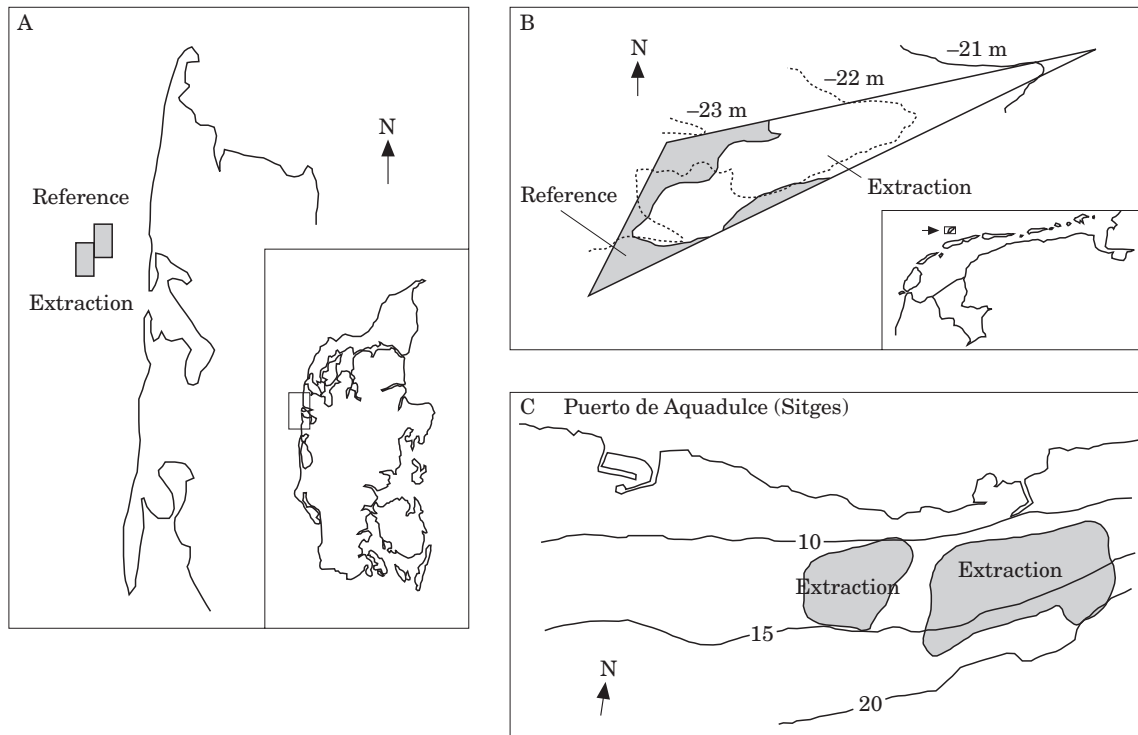 A
N
Reference
Extraction
B
N
–21 m
–22 m
–23 m
Extraction
Reference
C Puerto de Aquadulce (Sitges)
10
Extraction
Extraction
15
N
20